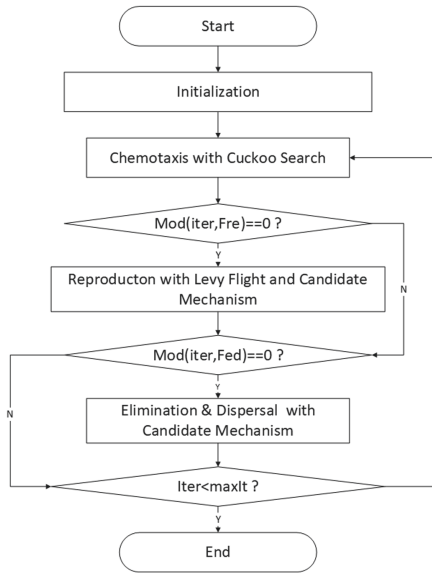 Start
Initialization
Chemotaxis with Cuckoo Search
Mod(iter,Fre)==0 ?
Y
Reproducton with Levy Flight and Candidate
Mechanism
N
Mod(iter,Fed)==0 ?
Y
N
Elimination & Dispersal with
Candidate Mechanism
Iter<maxIt ?
Y
End